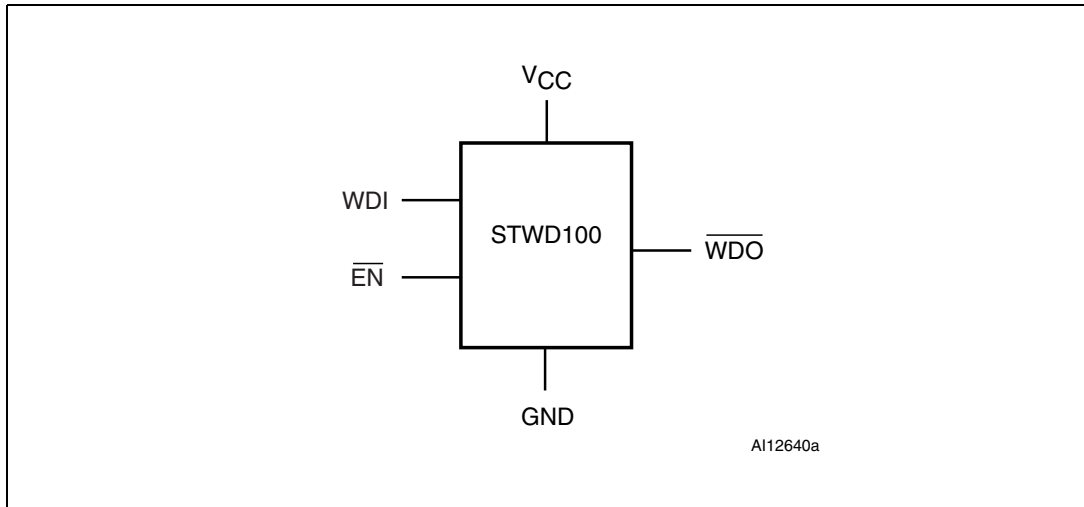 VCC
WDI
STWD100
WDO
EN
GND
AI12640a